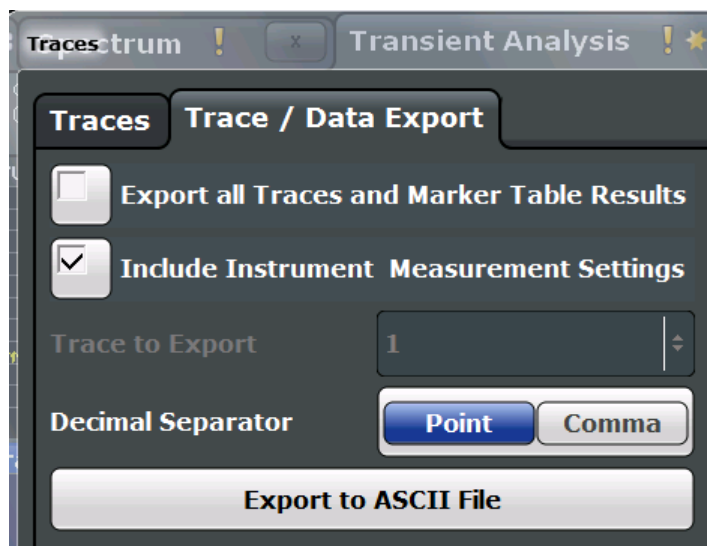 Traces
Spectrum ! x Transient Analysis !
Traces Trace / Data Export
Export all Traces and Marker Table Results
Include Instrument Measurement Settings
Trace to Export 1
Decimal Separator Point Comma
Export to ASCII File